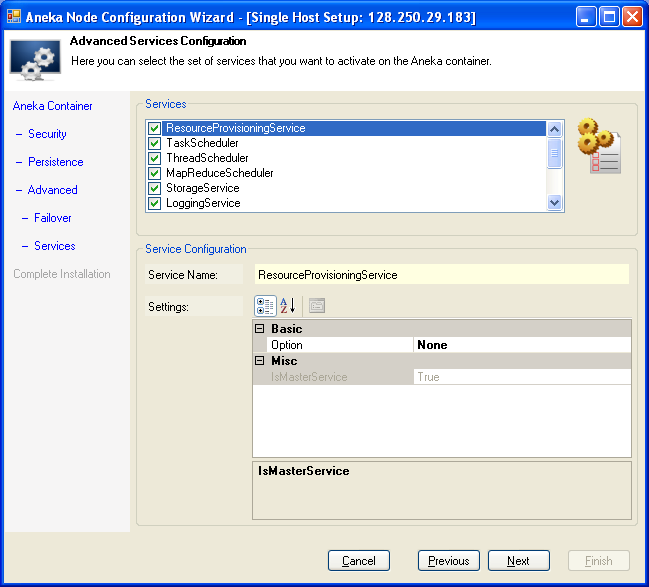 Aneka Node Configuration Wizard - [Single Host Setup: 128.250.29.183]
Advanced Services Configuration
Here you can select the set of services that you want to activate on the Aneka container.
Aneka Container
– Security
– Persistence
– Advanced
– Failover
– Services
Complete Installation
Services
ResourceProvisioningService
TaskScheduler
ThreadScheduler
MapReduceScheduler
StorageService
LoggingService
Service Configuration
Service Name: ResourceProvisioningService
Settings:
A
Z
Basic
Option None
Misc
IsMasterService True
IsMasterService
Cancel Previous Next Finish